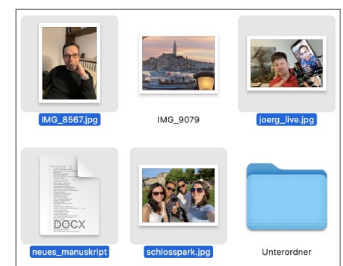 IMG_8567.jpg
IMG_9079
joerg_live.jpg
DOCX
neues_manuskript
schlosspark.jpg
Unterordner